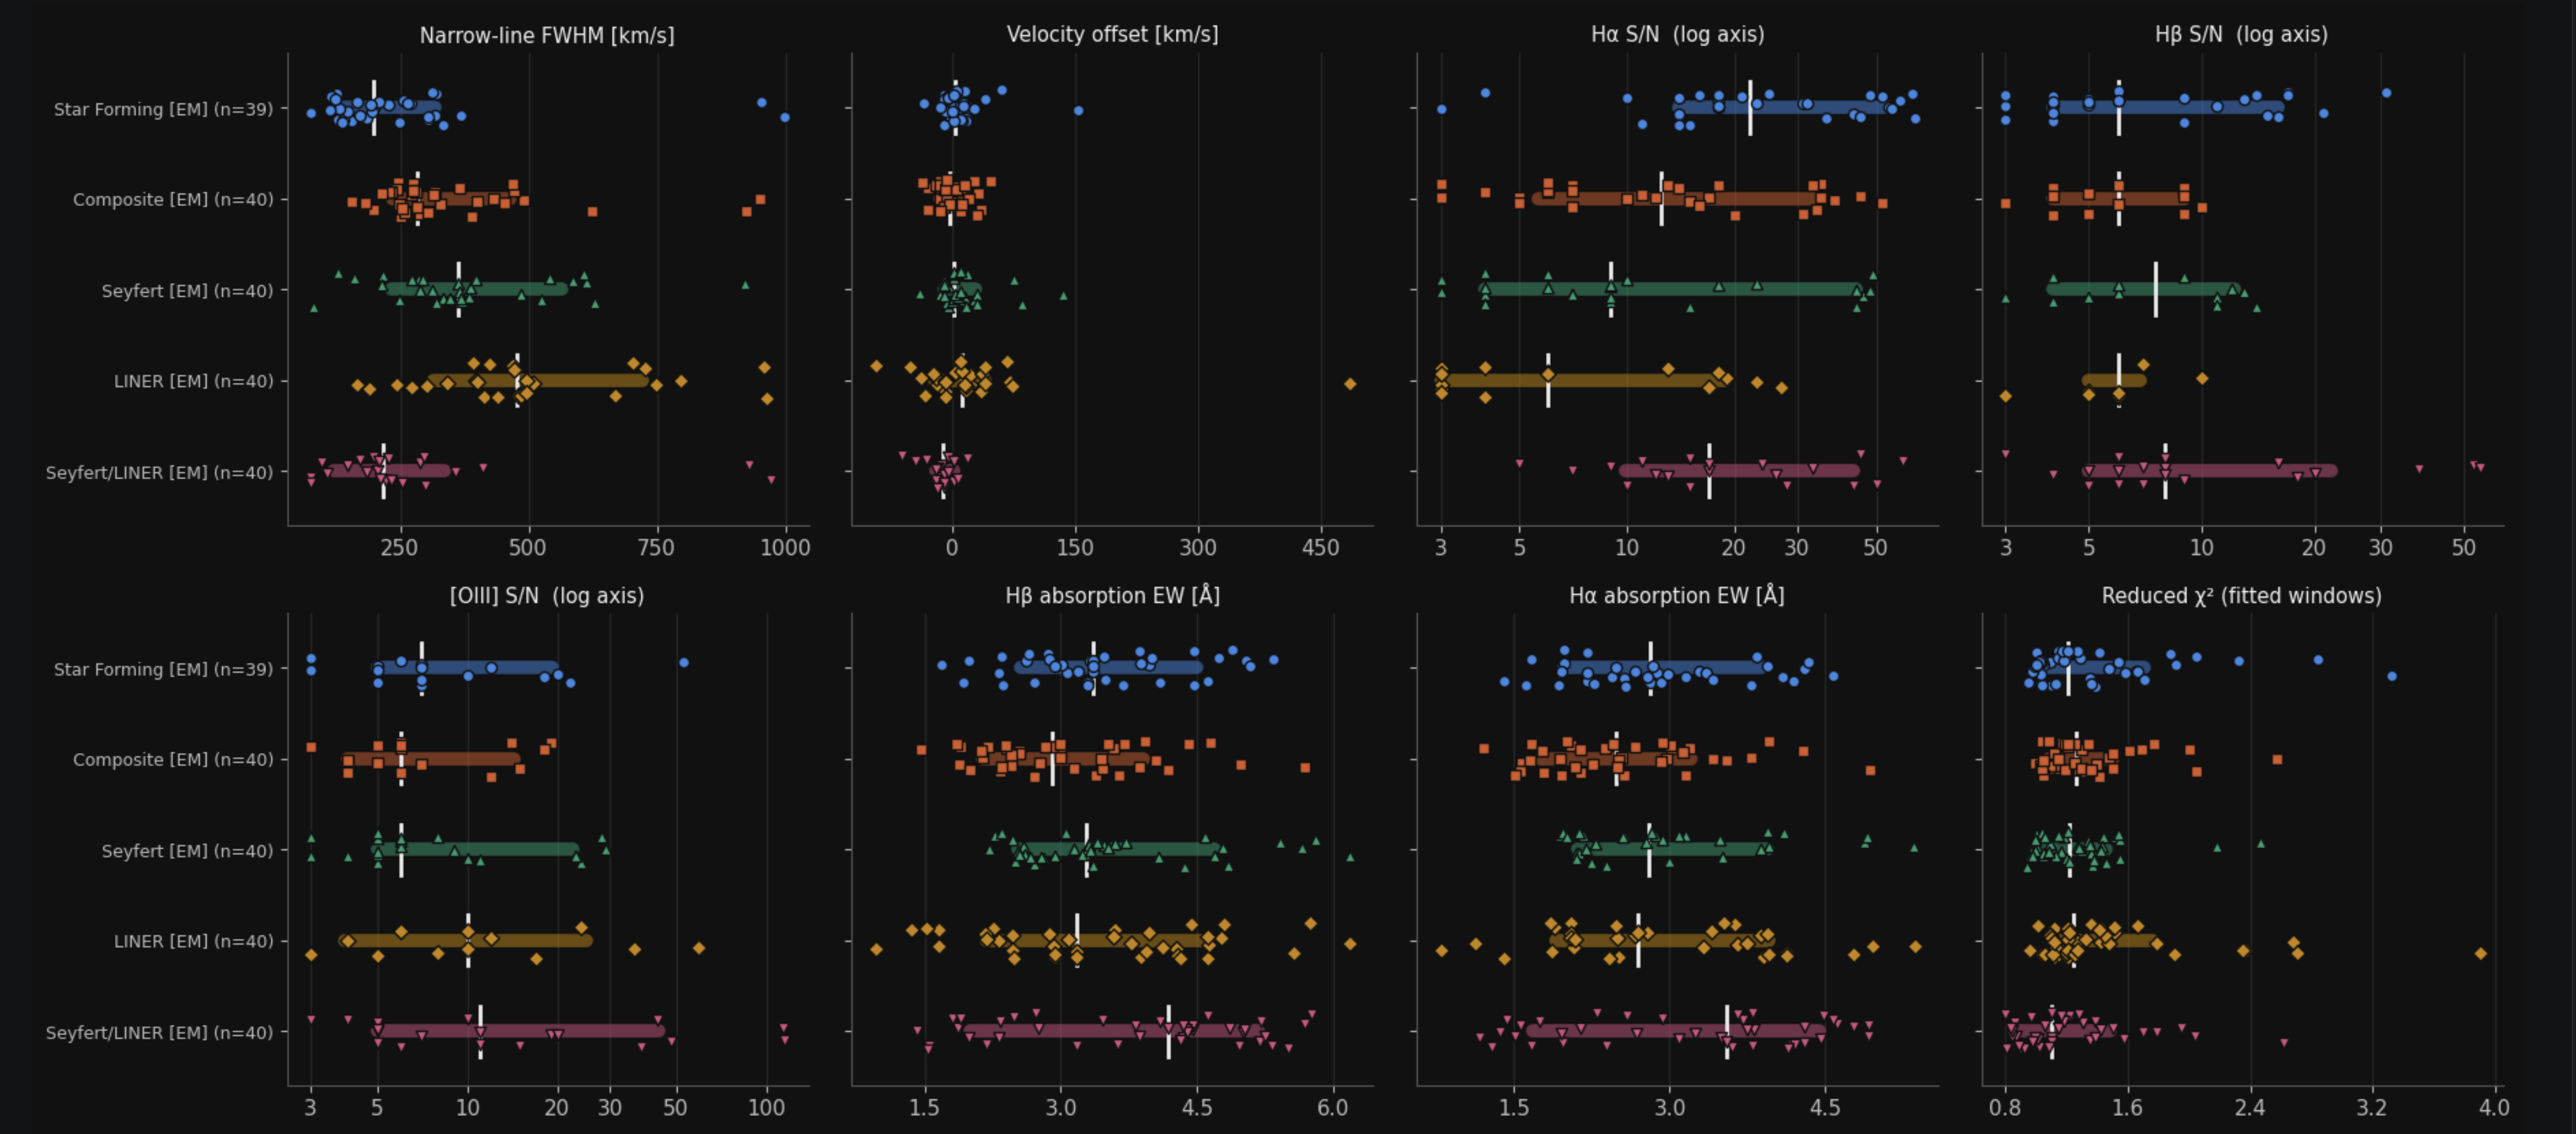 Narrow-line FWHM [km/s]
Velocity offset [km/s]
Hα S/N (log axis)
Hβ S/N (log axis)
Star Forming [EM] (n=39)
Composite [EM] (n=40)
Seyfert [EM] (n=40)
LINER [EM] (n=40)
Seyfert/LINER [EM] (n=40)
250 500 750 1000
0 150 300 450
3 5 10 20 30 50
3 5 10 20 30 50
[OIII] S/N (log axis)
Hβ absorption EW [Å]
Hα absorption EW [Å]
Reduced χ² (fitted windows)
Star Forming [EM] (n=39)
Composite [EM] (n=40)
Seyfert [EM] (n=40)
LINER [EM] (n=40)
Seyfert/LINER [EM] (n=40)
3 5 10 20 30 50 100
1.5 3.0 4.5 6.0
1.5 3.0 4.5
0.8 1.6 2.4 3.2 4.0